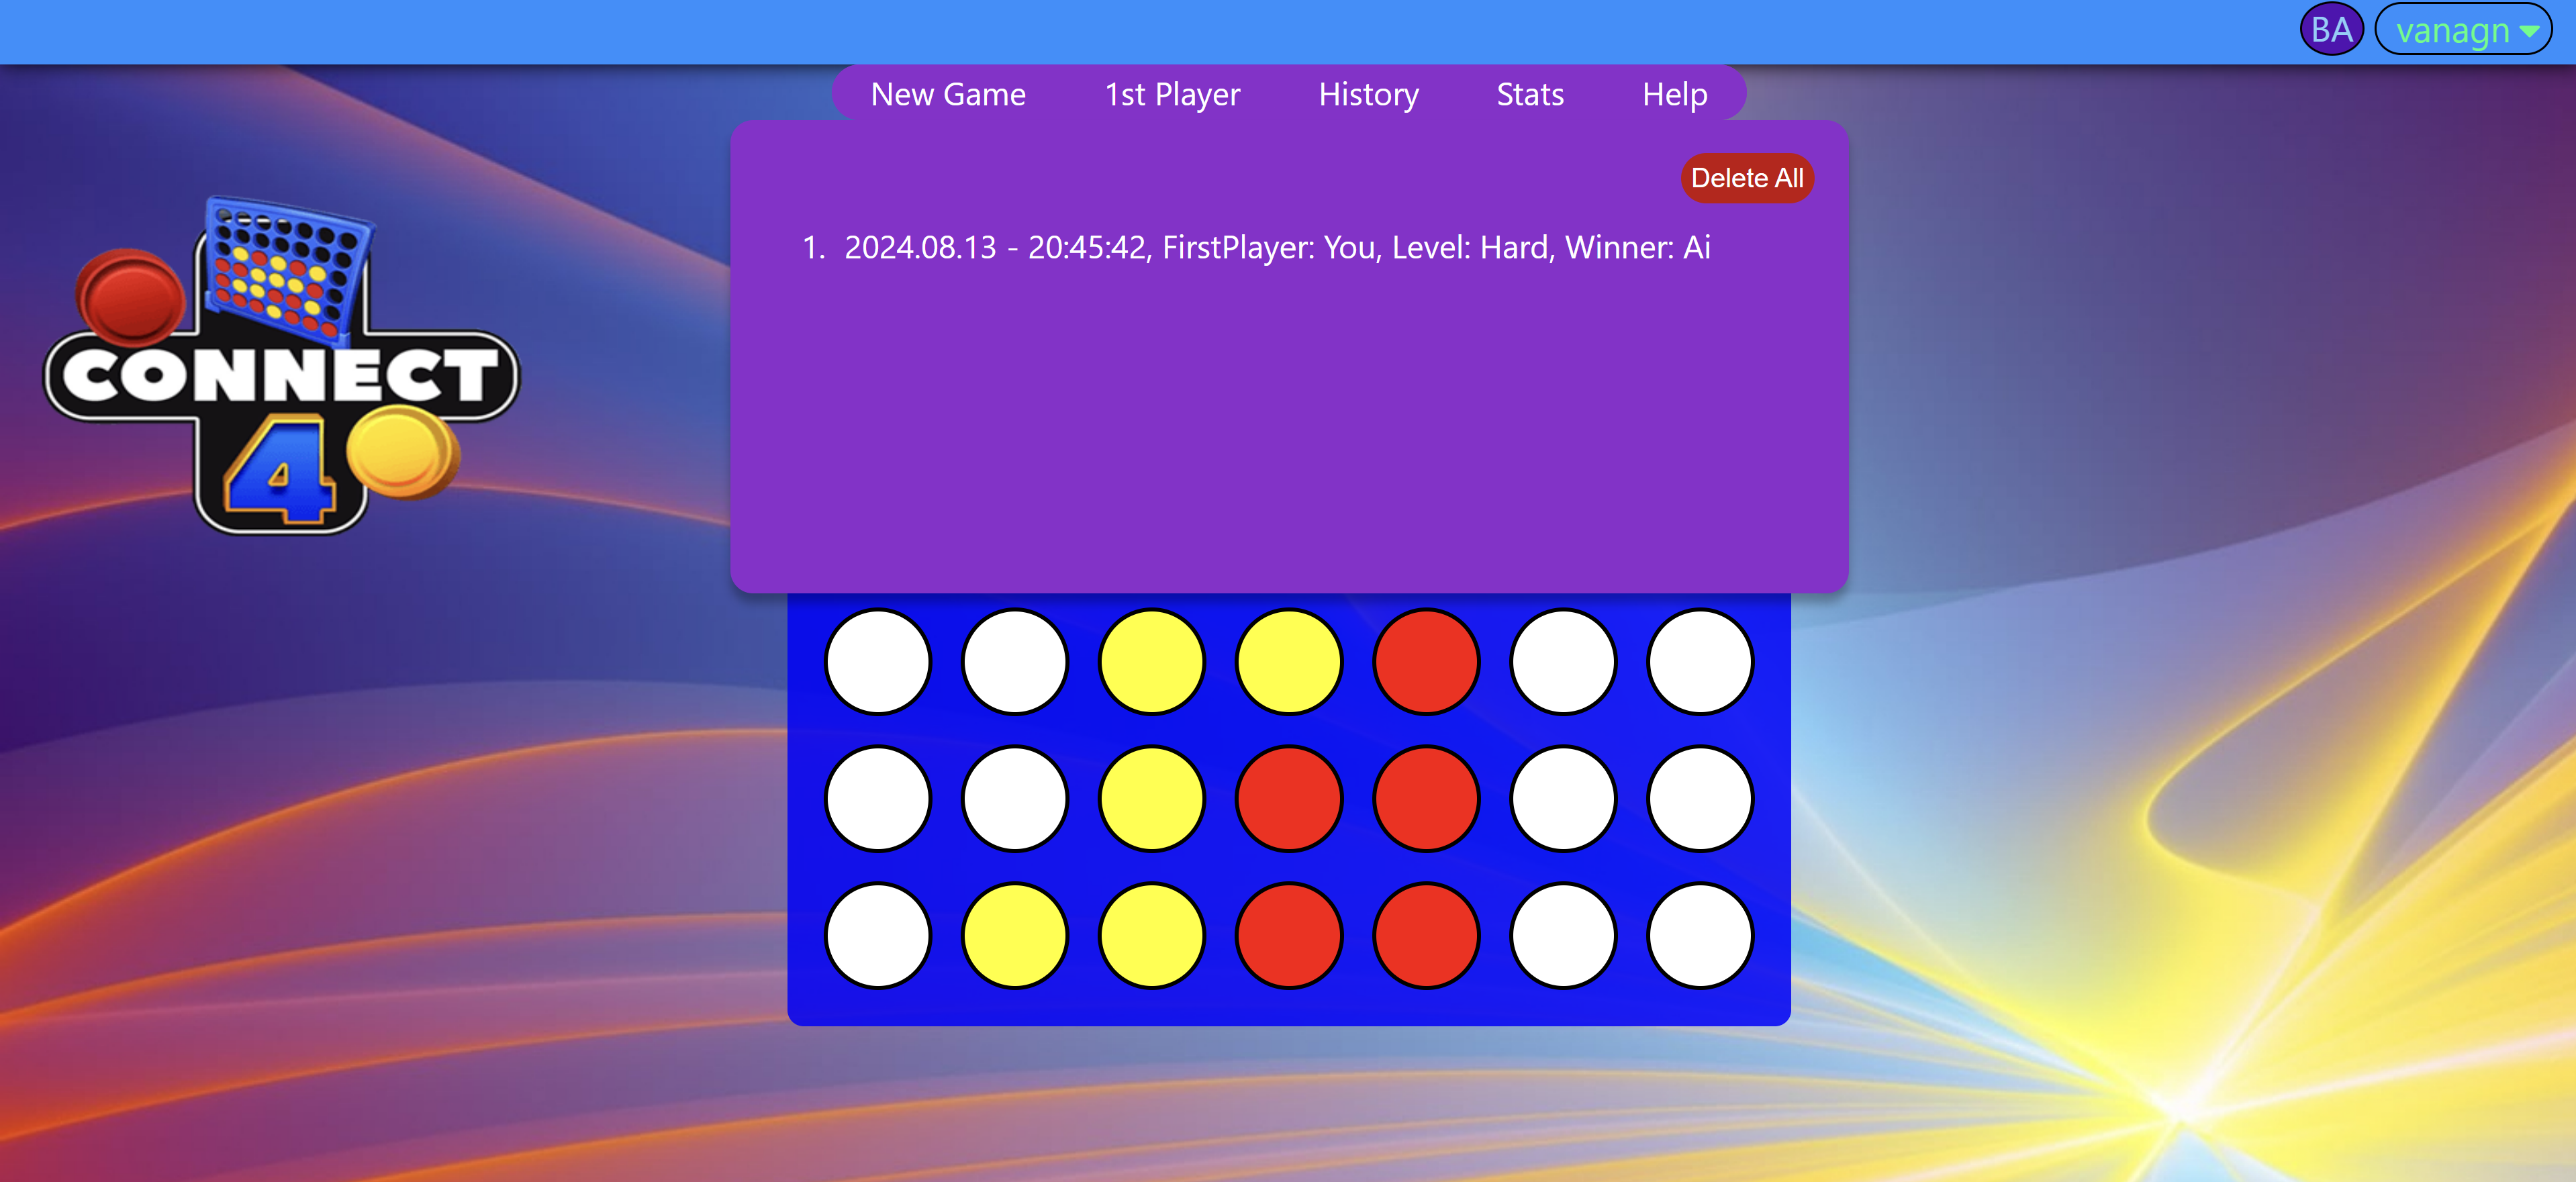 BA vanagn
New Game 1st Player History Stats Help
Delete All
1. 2024.08.13 - 20:45:42, FirstPlayer: You, Level: Hard, Winner: Ai
CONNECT
4